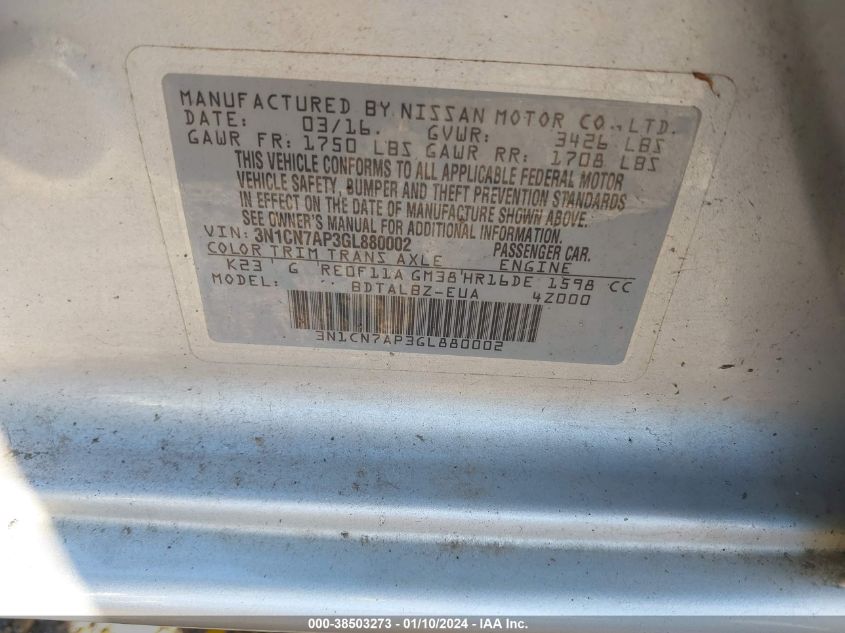 MANUFACTURED BY NISSAN MOTOR CO., LTD.
DATE: 03/16 GVWR: 3426 LBS
GAWR FR: 1750 LBS GAWR RR: 1708 LBS
THIS VEHICLE CONFORMS TO ALL APPLICABLE FEDERAL MOTOR
VEHICLE SAFETY, BUMPER AND THEFT PREVENTION STANDARDS
IN EFFECT ON THE DATE OF MANUFACTURE SHOWN ABOVE.
SEE OWNER'S MANUAL FOR ADDITIONAL INFORMATION.
VIN: 3N1CN7AP3GL880002 PASSENGER CAR.
COLOR TRIM TRANS AXLE ENGINE
K23 G RE0F11A GM38 HR16DE 1598 CC
MODEL: BDTALBZ-EUA 4Z000
3N1CN7AP3GL880002
000-38503273 - 01/10/2024 - IAA Inc.